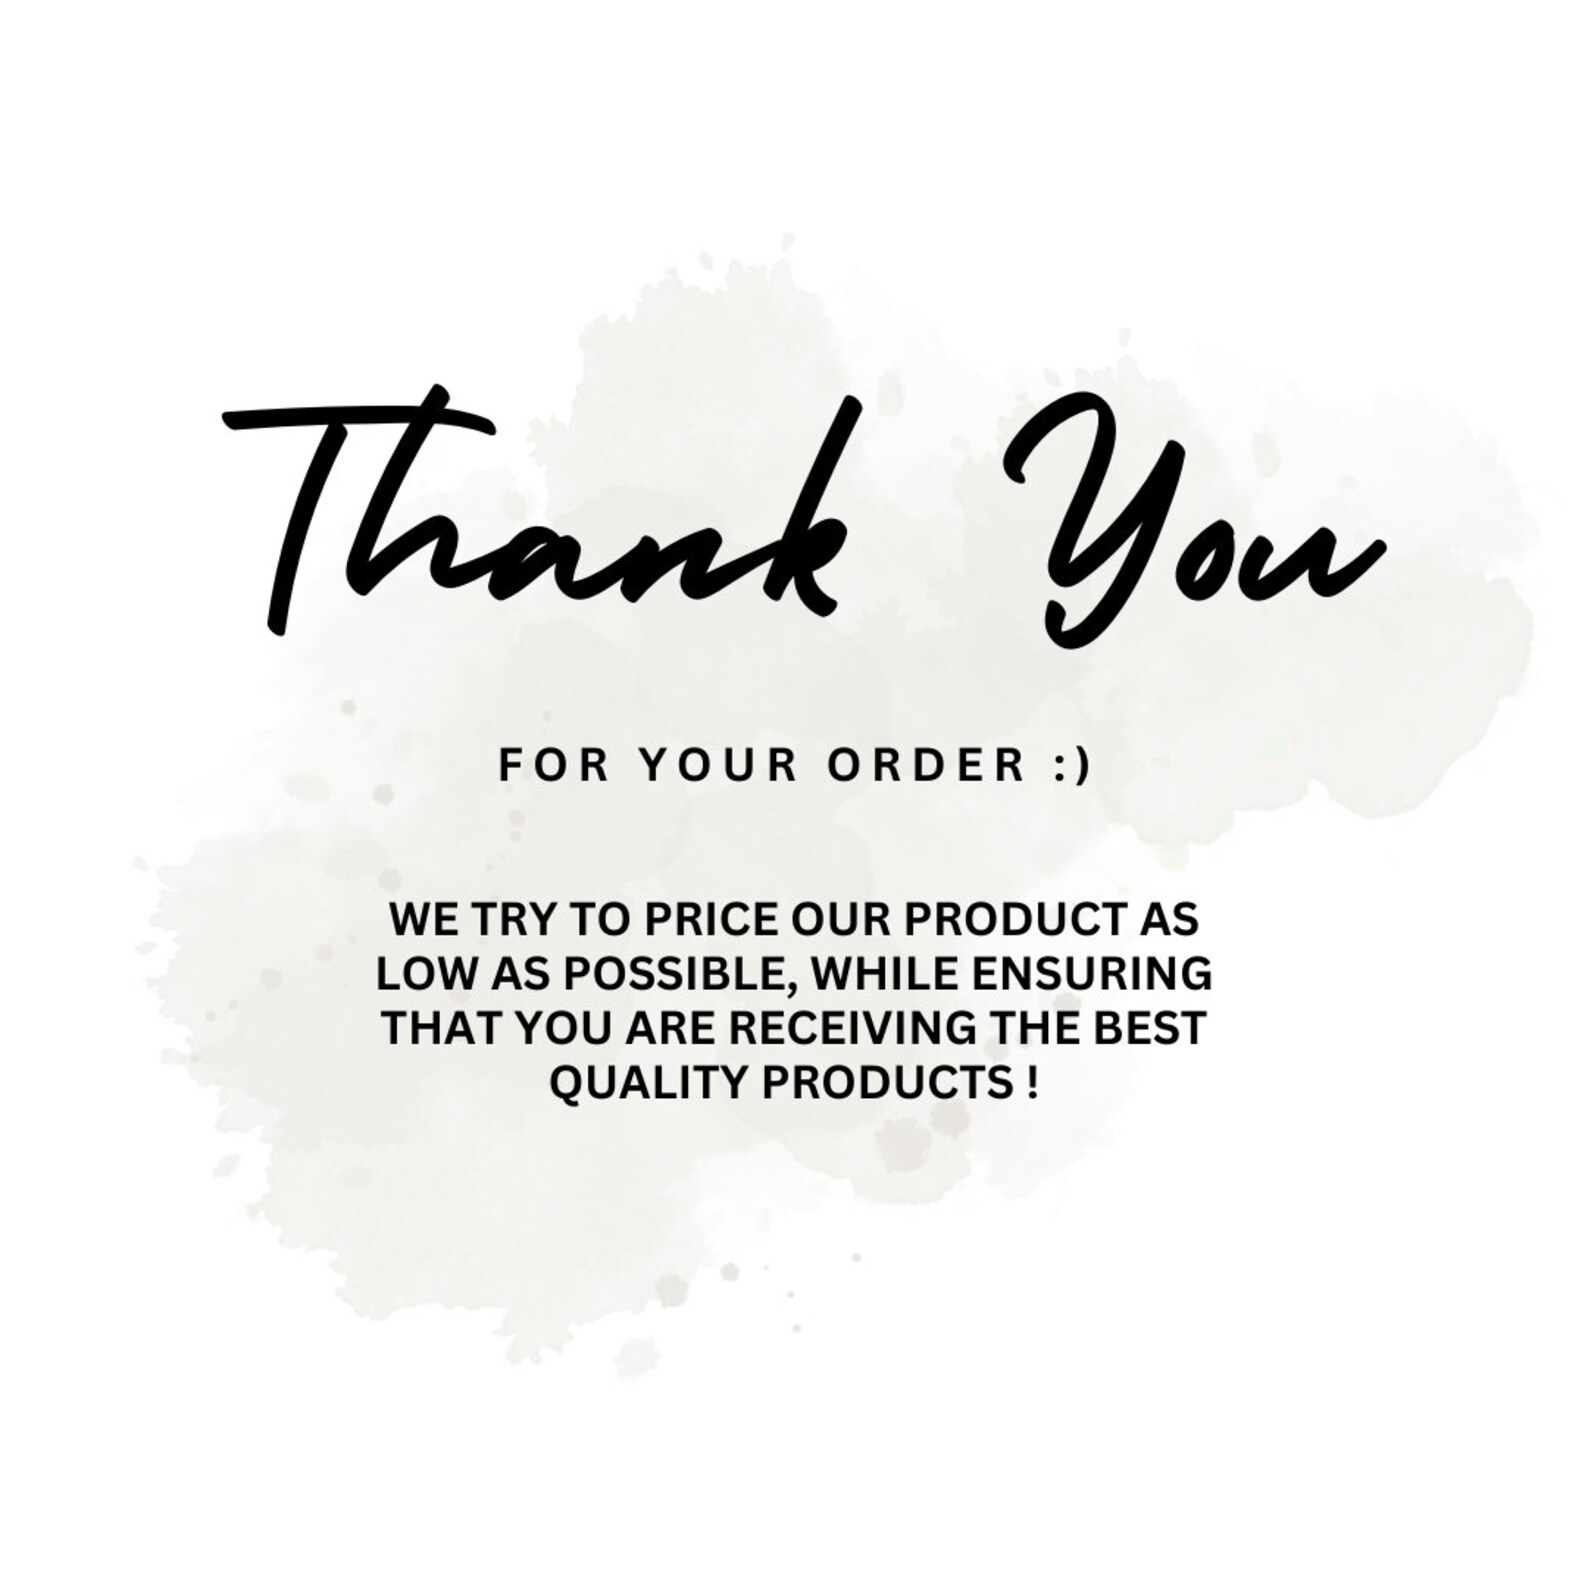 Thank You
FOR YOUR ORDER :)
WE TRY TO PRICE OUR PRODUCT AS
LOW AS POSSIBLE, WHILE ENSURING
THAT YOU ARE RECEIVING THE BEST
QUALITY PRODUCTS !